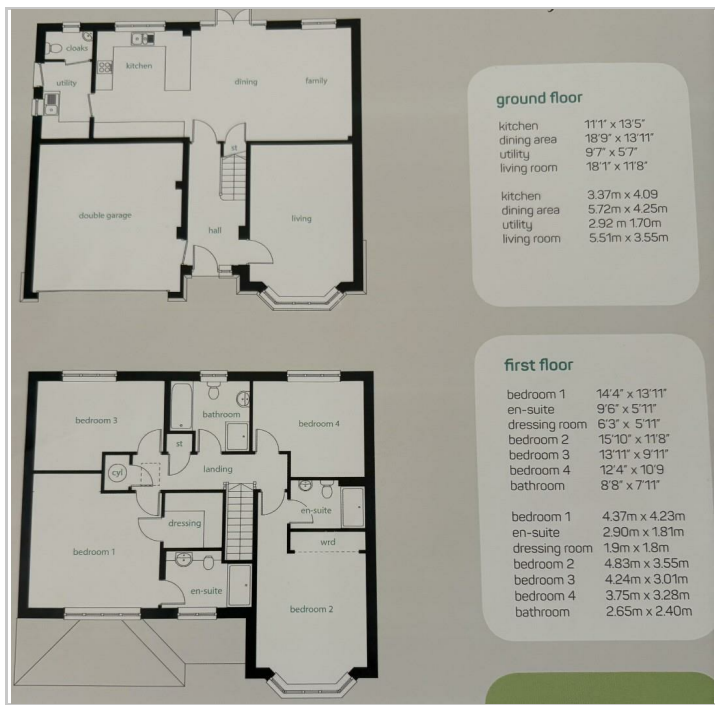 cloaks
kitchen
utility
dining
family
st
double garage
hall
living
ground floor
kitchen 11'1" x 13'5"
dining area 18'9" x 13'11"
utility 9'7" x 5'7"
living room 18'1" x 11'8"
kitchen 3.37m x 4.09
dining area 5.72m x 4.25m
utility 2.92 m 1.70m
living room 5.51m x 3.55m
bedroom 3
bathroom
bedroom 4
st
cyl
landing
en-suite
dressing
wrd
bedroom 1
en-suite
bedroom 2
first floor
bedroom 1 14'4" x 13'11"
en-suite 9'6" x 5'11"
dressing room 6'3" x 5'11"
bedroom 2 15'10" x 11'8"
bedroom 3 13'11" x 9'11"
bedroom 4 12'4" x 10'9
bathroom 8'8" x 7'11"
bedroom 1 4.37m x 4.23m
en-suite 2.90m x 1.81m
dressing room 1.9m x 1.8m
bedroom 2 4.83m x 3.55m
bedroom 3 4.24m x 3.01m
bedroom 4 3.75m x 3.28m
bathroom 2.65m x 2.40m